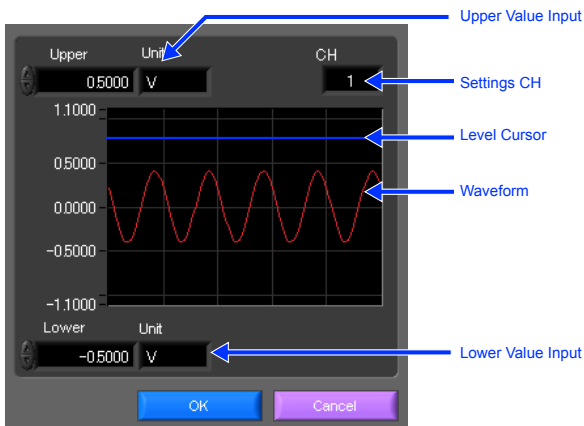 Upper Value Input
Upper Unit CH
0.5000 V 1
Settings CH
1.1000
Level Cursor
0.5000
Waveform
0.0000
-0.5000
-1.1000
Lower Unit
-0.5000 V
Lower Value Input
OK Cancel